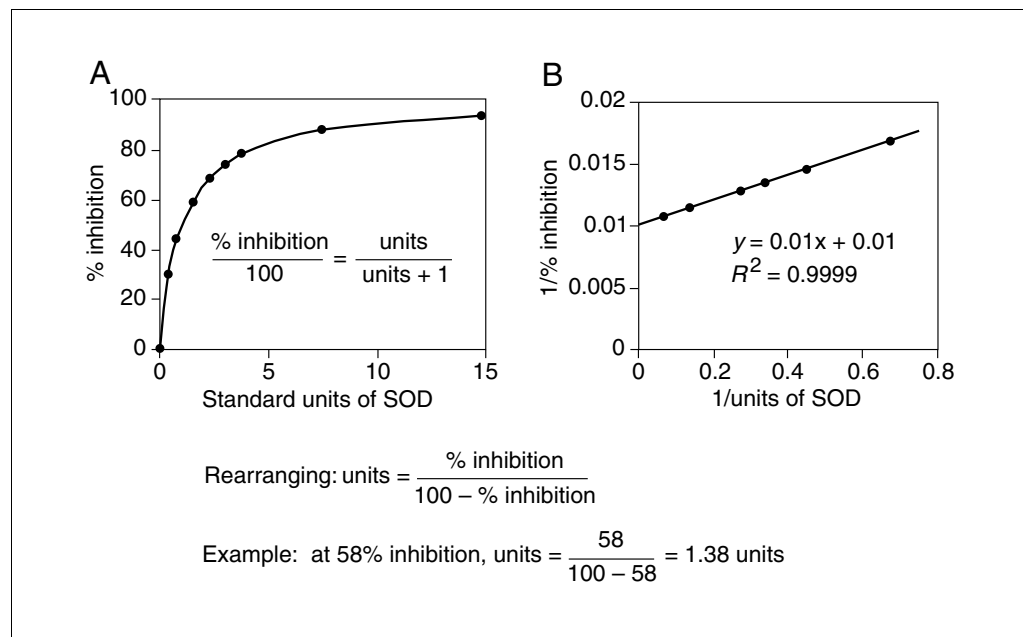 A
100
80
60
40
20
0
% inhibition
% inhibition / 100 = units / units + 1
0 5 10 15
Standard units of SOD
B
0.02
0.015
0.01
0.005
0
1/% inhibition
y = 0.01x + 0.01
R² = 0.9999
0 0.2 0.4 0.6 0.8
1/units of SOD
Rearranging: units = % inhibition / 100 – % inhibition
Example: at 58% inhibition, units = 58 / 100 – 58 = 1.38 units